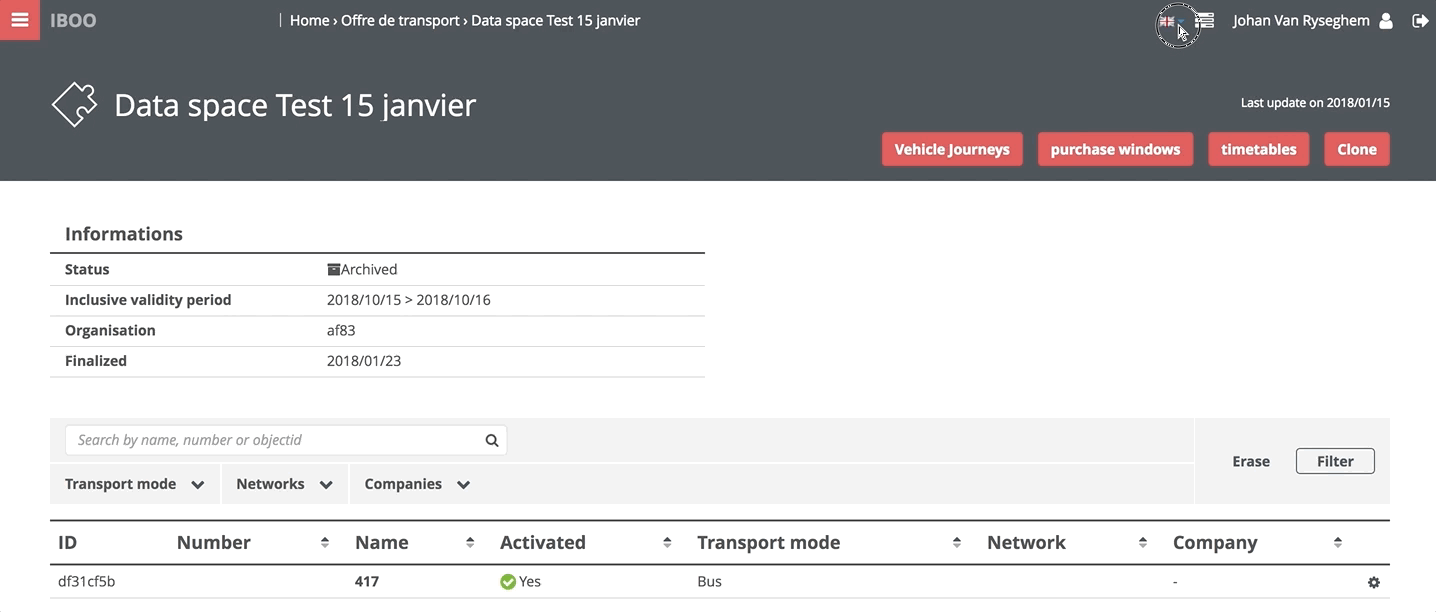 IBOO | Home › Offre de transport › Data space Test 15 janvier Johan Van Ryseghem
Data space Test 15 janvier
Last update on 2018/01/15
Vehicle Journeys purchase windows timetables Clone
Informations
Status Archived
Inclusive validity period 2018/10/15 > 2018/10/16
Organisation af83
Finalized 2018/01/23
Search by name, number or objectid
Erase Filter
Transport mode Networks Companies
ID Number Name Activated Transport mode Network Company
df31cf5b 417 Yes Bus -